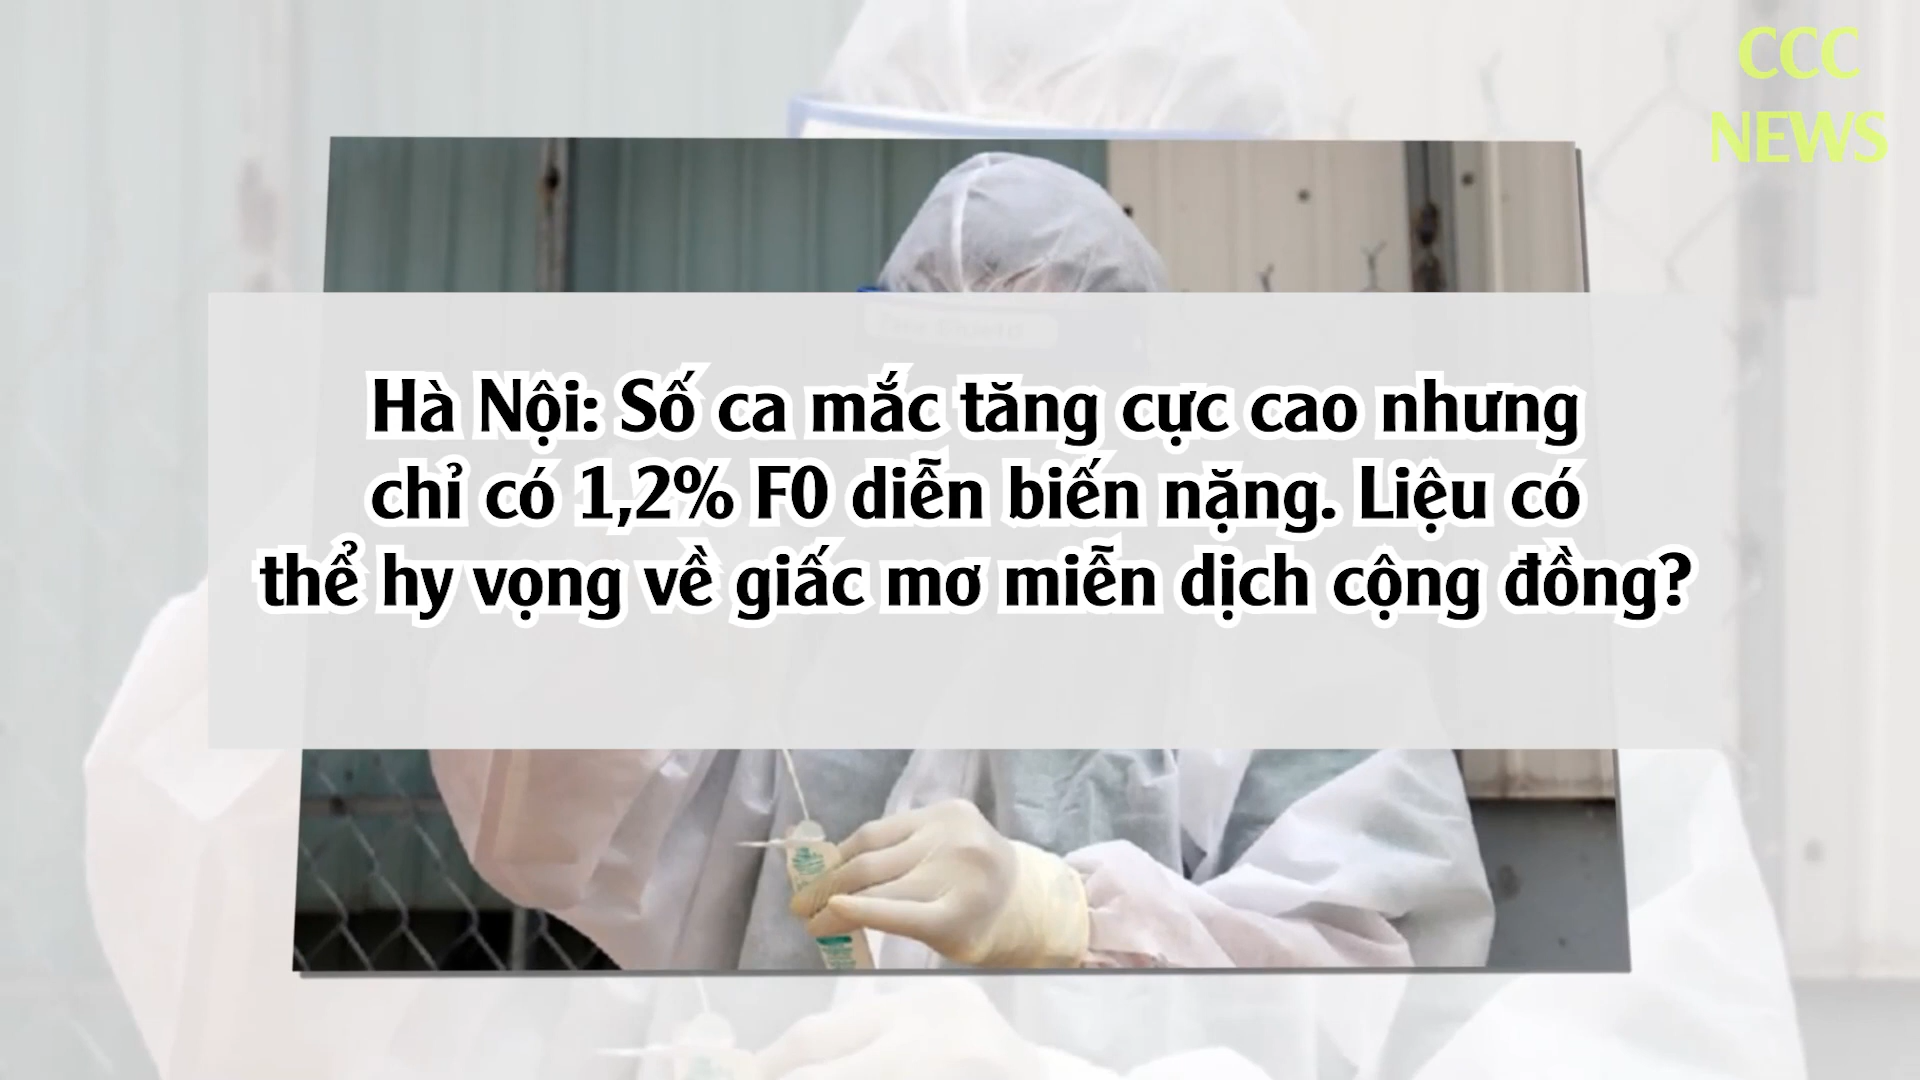 CCC
NEWS
Hà Nội: Số ca mắc tăng cực cao nhưng
chỉ có 1,2% F0 diễn biến nặng. Liệu có
thể hy vọng về giấc mơ miễn dịch cộng đồng?